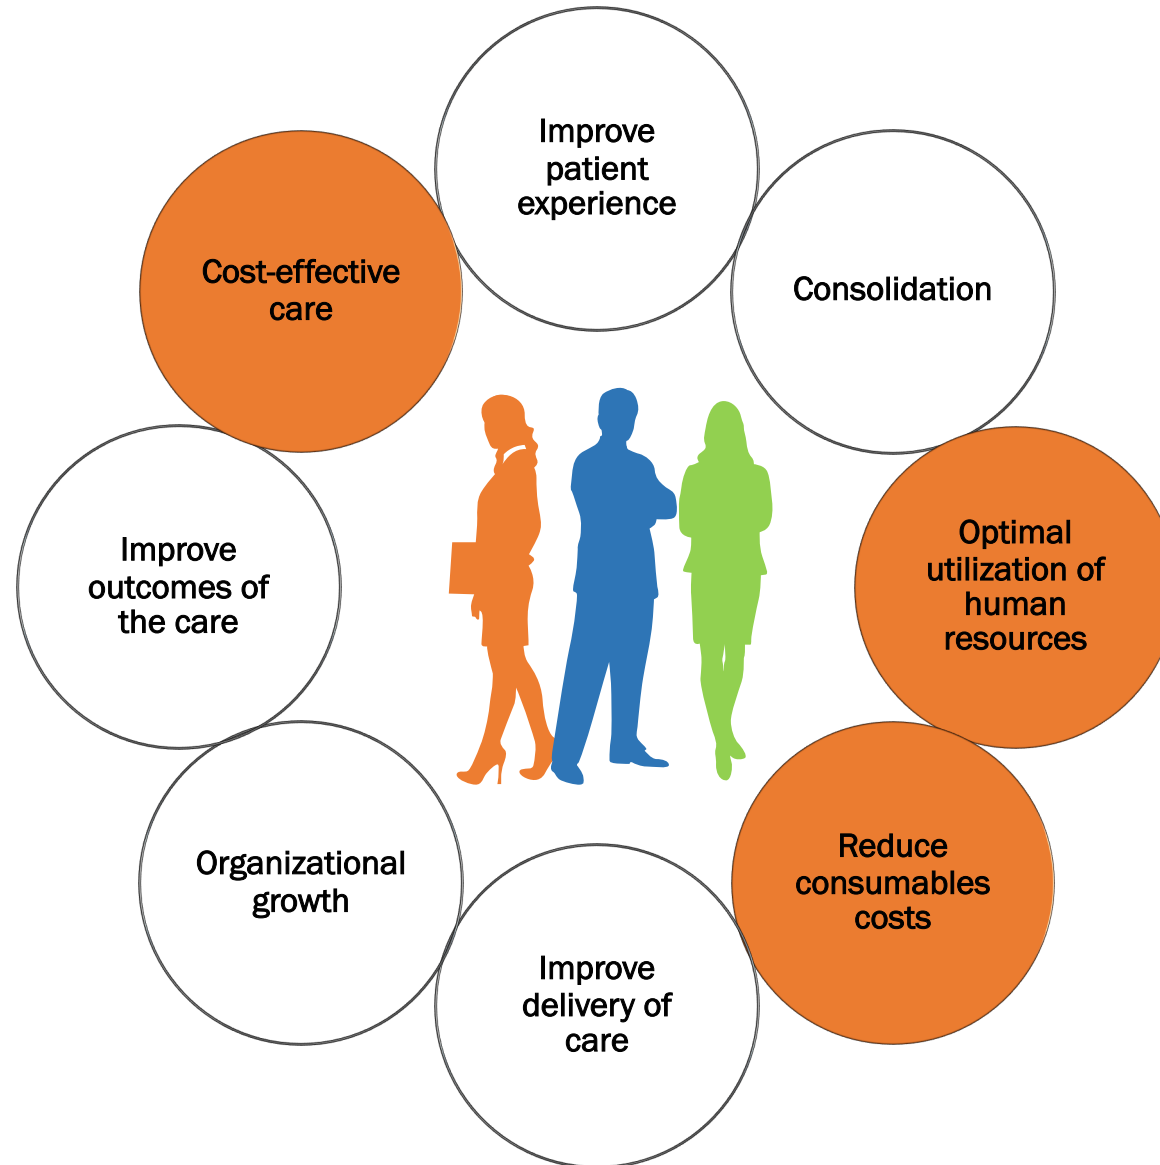 Improve
patient
experience
Consolidation
Optimal
utilization of
human
resources
Reduce
consumables
costs
Improve
delivery of
care
Organizational
growth
Improve
outcomes of
the care
Cost-effective
care